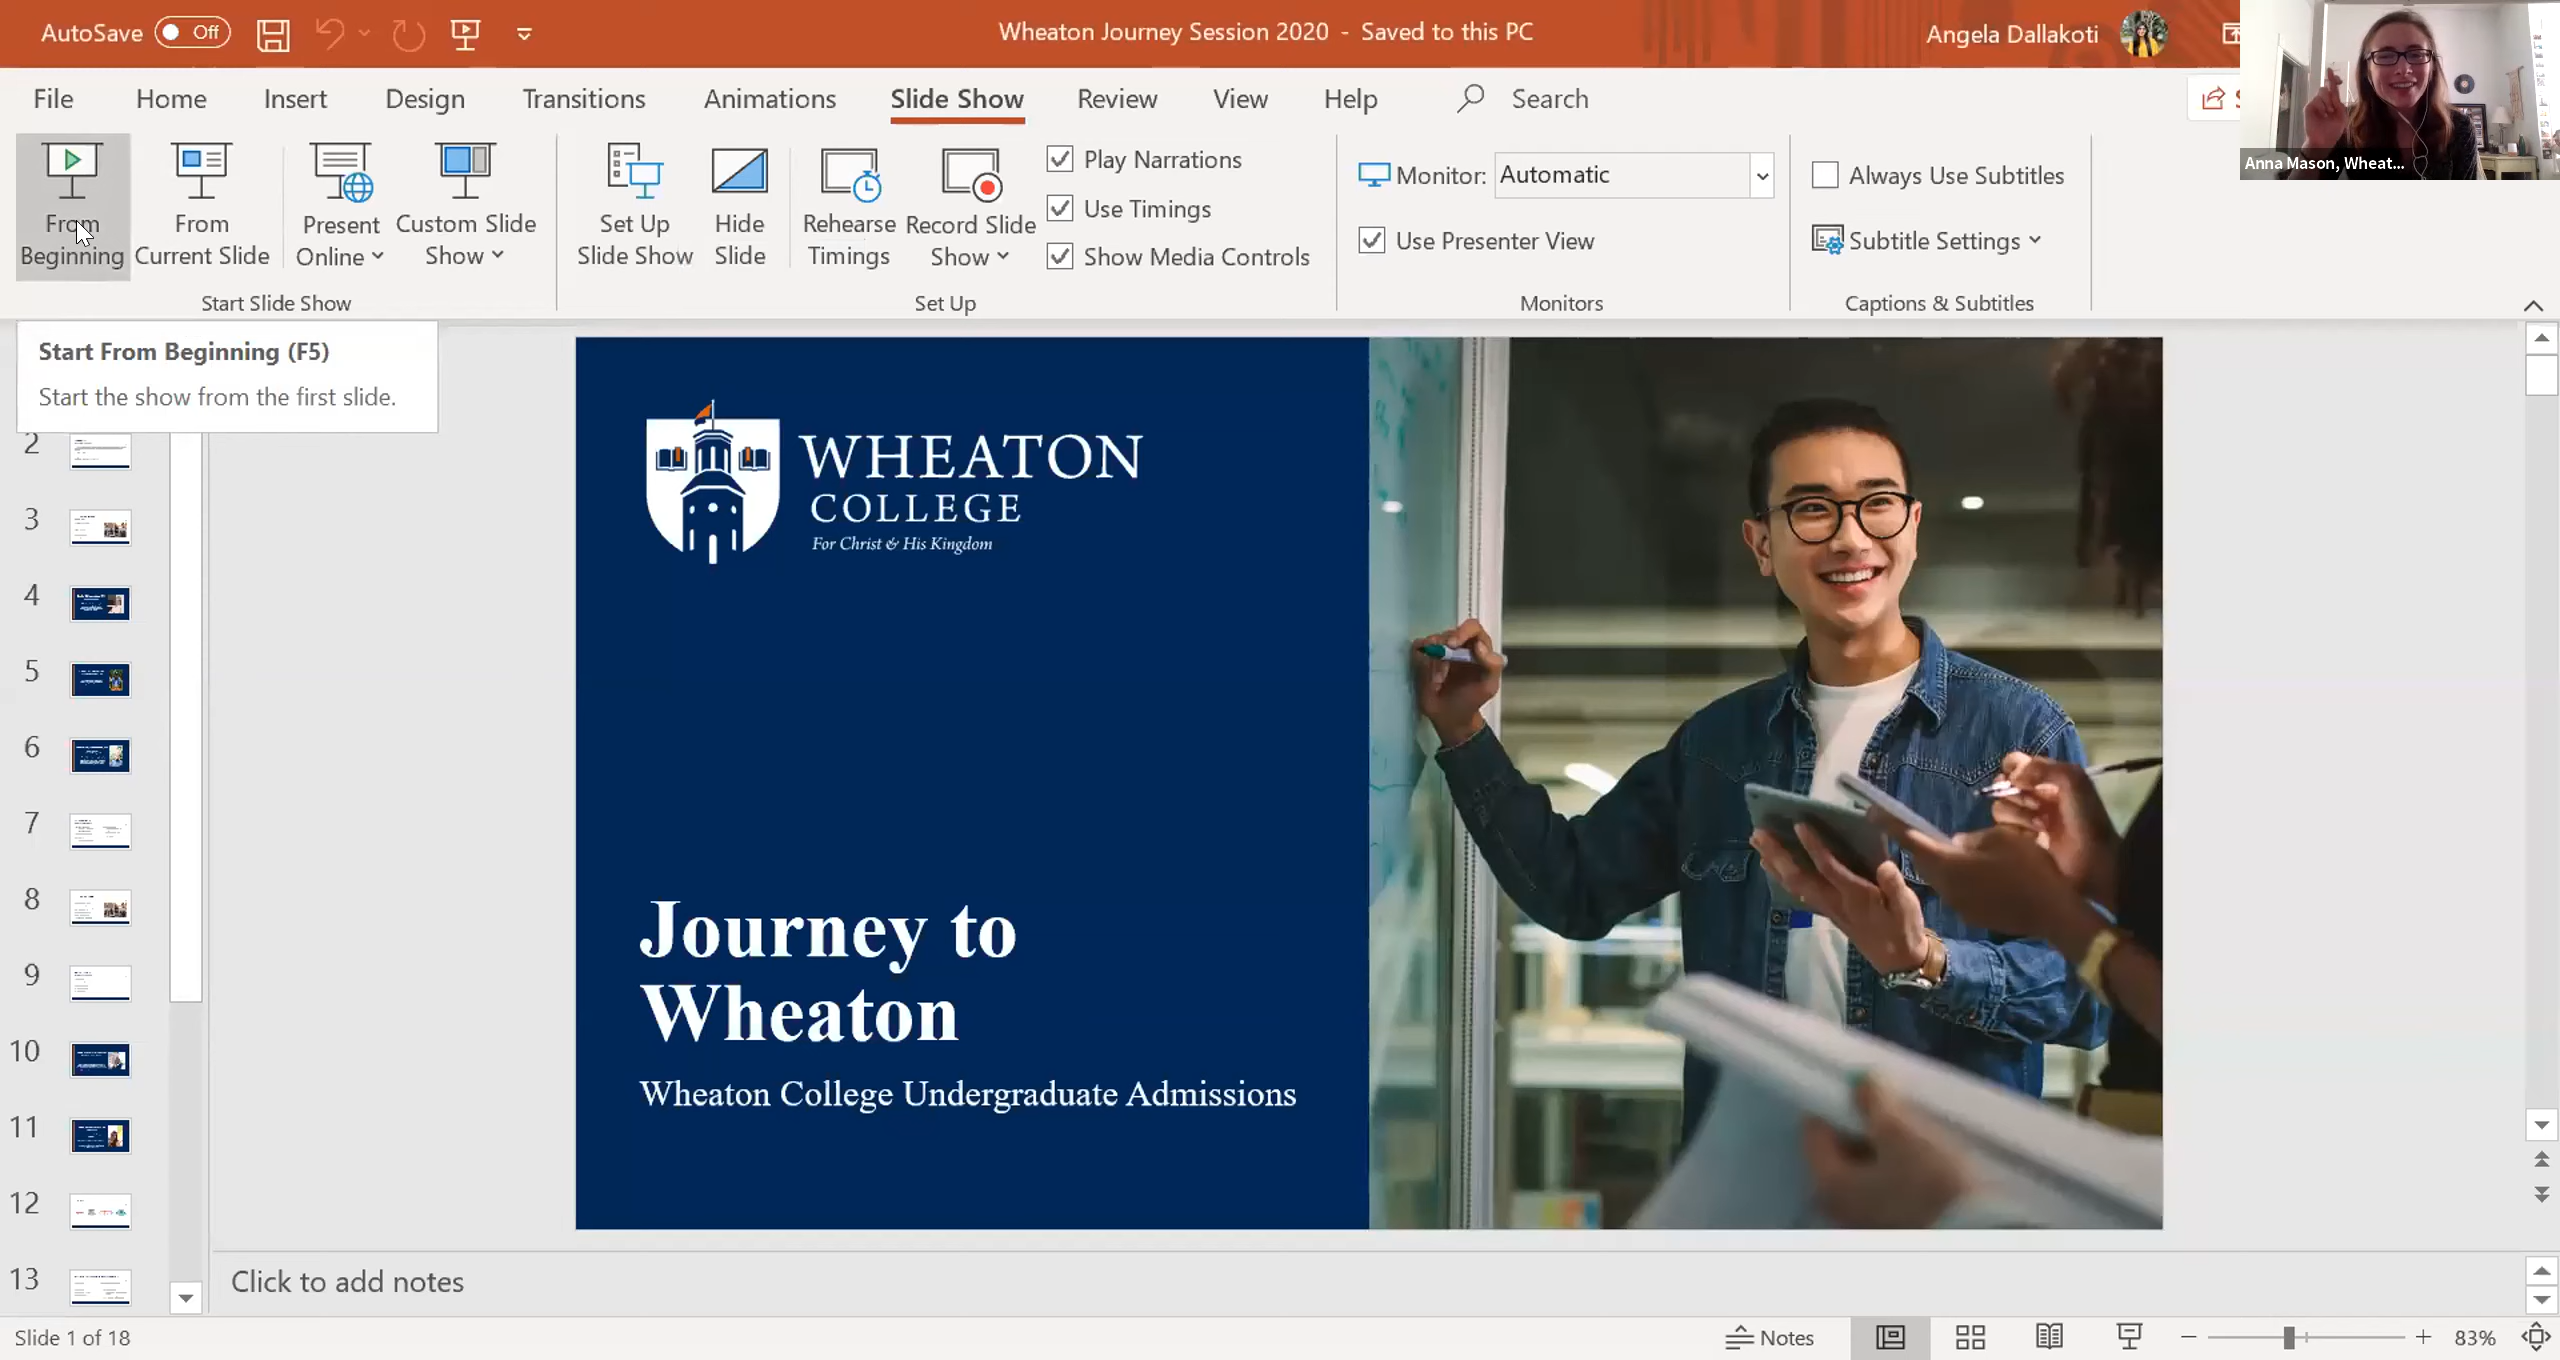 AutoSave Off
Wheaton Journey Session 2020 - Saved to this PC
Angela Dallakoti
File Home Insert Design Transitions Animations Slide Show Review View Help Search
Anna Mason, Wheat...
From Beginning
From Current Slide
Present Online
Custom Slide Show
Start Slide Show
Set Up Slide Show
Hide Slide
Rehearse Timings
Record Slide Show
Play Narrations
Use Timings
Show Media Controls
Set Up
Monitor: Automatic
Use Presenter View
Monitors
Always Use Subtitles
Subtitle Settings
Captions & Subtitles
Start From Beginning (F5)
Start the show from the first slide.
2
3
4
5
6
7
8
9
10
11
12
13
WHEATON
COLLEGE
For Christ & His Kingdom
Journey to
Wheaton
Wheaton College Undergraduate Admissions
Click to add notes
Slide 1 of 18
Notes
83%